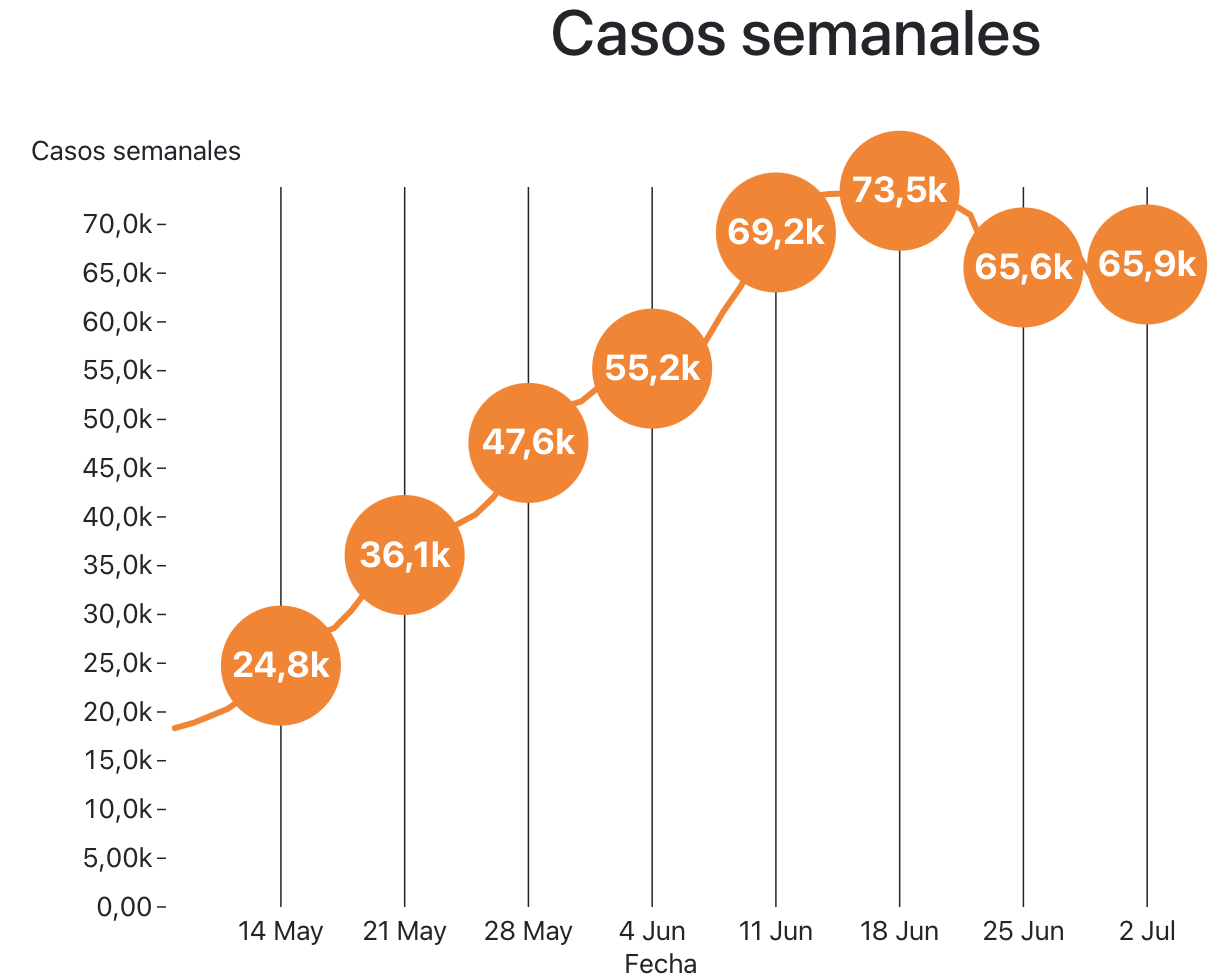 Casos semanales
Casos semanales
70,0k
65,0k
60,0k
55,0k
50,0k
45,0k
40,0k
35,0k
30,0k
25,0k
20,0k
15,0k
10,0k
5,00k
0,00
24,8k
36,1k
47,6k
55,2k
69,2k
73,5k
65,6k
65,9k
14 May 21 May 28 May 4 Jun 11 Jun 18 Jun 25 Jun 2 Jul
Fecha